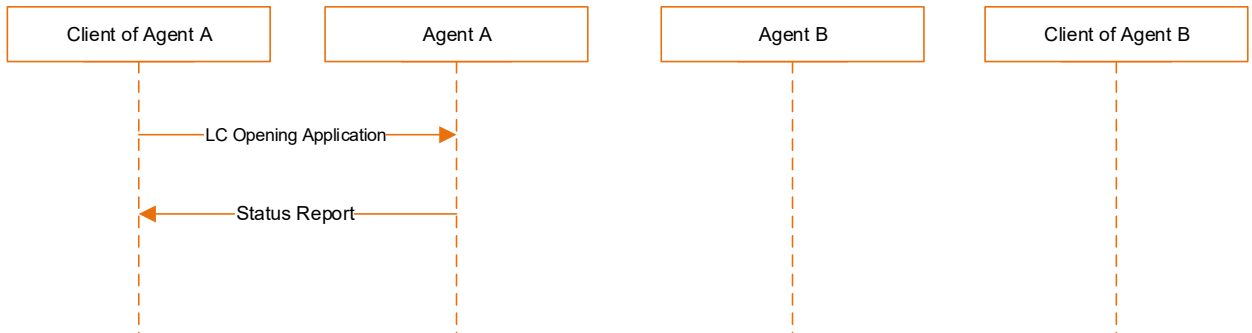 Client of Agent A
Agent A
Agent B
Client of Agent B
LC Opening Application
Status Report